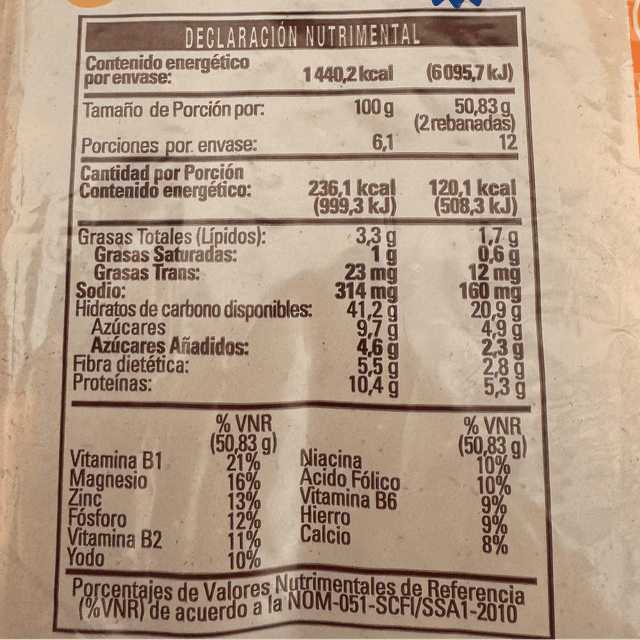 DECLARACIÓN NUTRIMENTAL
Contenido energético
por envase: 1 440,2 kcal (6 095,7 kJ)
Tamaño de Porción por: 100 g 50,83 g
(2 rebanadas)
Porciones por envase: 6,1 12
Cantidad por Porción
Contenido energético: 236,1 kcal 120,1 kcal
(999,3 kJ) (508,3 kJ)
Grasas Totales (Lípidos): 3,3 g 1,7 g
Grasas Saturadas: 1 g 0,6 g
Grasas Trans: 23 mg 12 mg
Sodio: 314 mg 160 mg
Hidratos de carbono disponibles: 41,2 g 20,9 g
Azúcares 9,7 g 4,9 g
Azúcares Añadidos: 4,6 g 2,3 g
Fibra dietética: 5,5 g 2,8 g
Proteínas: 10,4 g 5,3 g
% VNR % VNR
(50,83 g) (50,83 g)
Vitamina B1 21% Niacina 10%
Magnesio 16% Ácido Fólico 10%
Zinc 13% Vitamina B6 9%
Fósforo 12% Hierro 9%
Vitamina B2 11% Calcio 8%
Yodo 10%
Porcentajes de Valores Nutrimentales de Referencia
(%VNR) de acuerdo a la NOM-051-SCFI/SSA1-2010